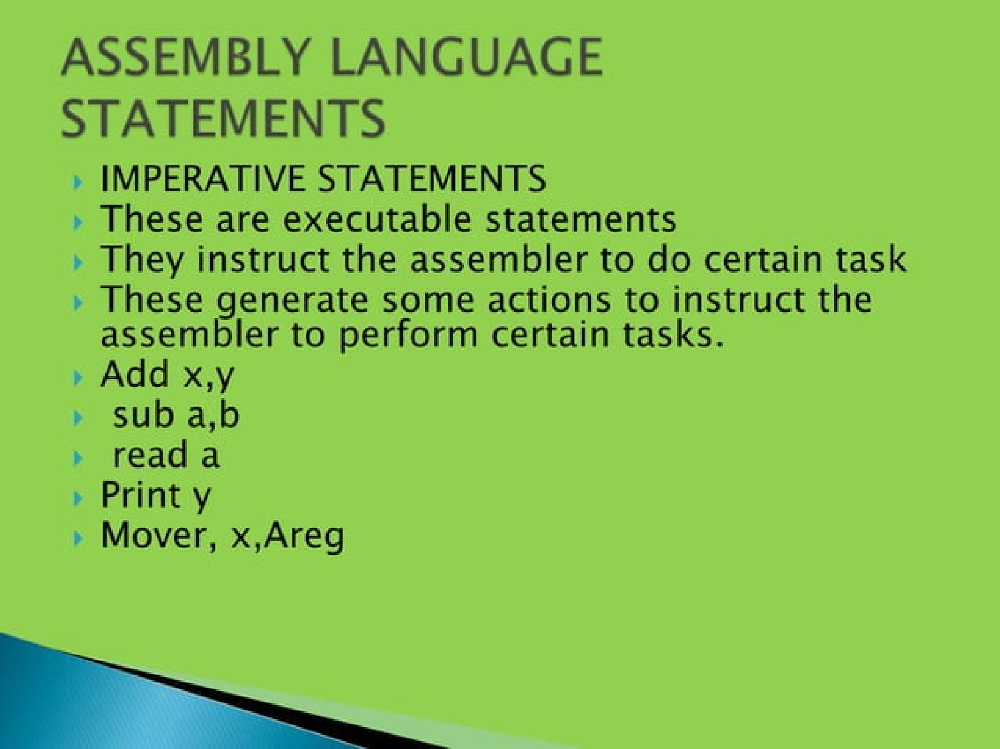 ASSEMBLY LANGUAGE
STATEMENTS
IMPERATIVE STATEMENTS
These are executable statements
They instruct the assembler to do certain task
These generate some actions to instruct the
assembler to perform certain tasks.
Add x,y
sub a,b
read a
Print y
Mover, x,Areg